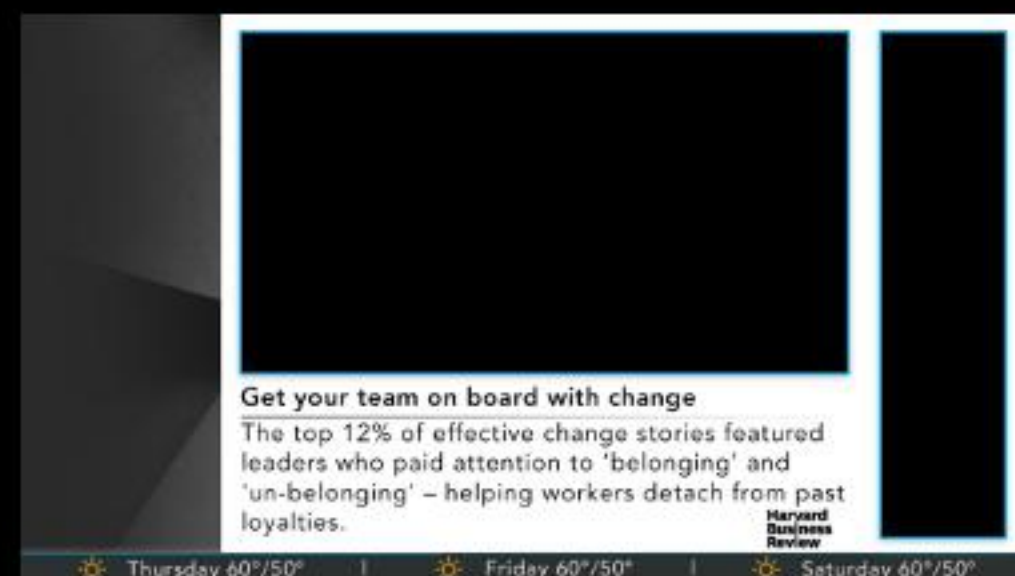 Get your team on board with change
The top 12% of effective change stories featured
leaders who paid attention to 'belonging' and
'un-belonging' – helping workers detach from past
loyalties.
Harvard
Business
Review
Thursday 60°/50° | Friday 60°/50° | Saturday 60°/50°